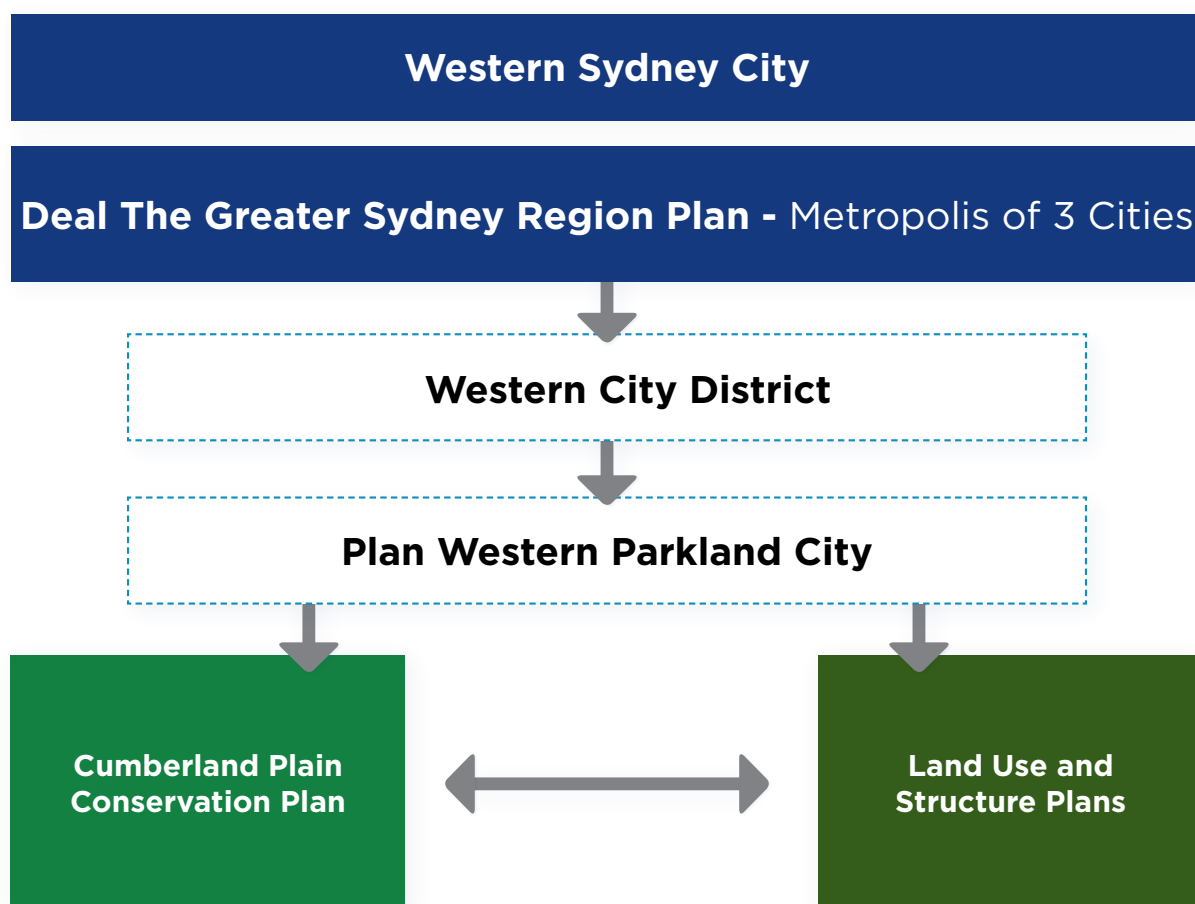 Western Sydney City
Deal The Greater Sydney Region Plan - Metropolis of 3 Cities
Western City District
Plan Western Parkland City
Cumberland Plain
Conservation Plan
Land Use and
Structure Plans